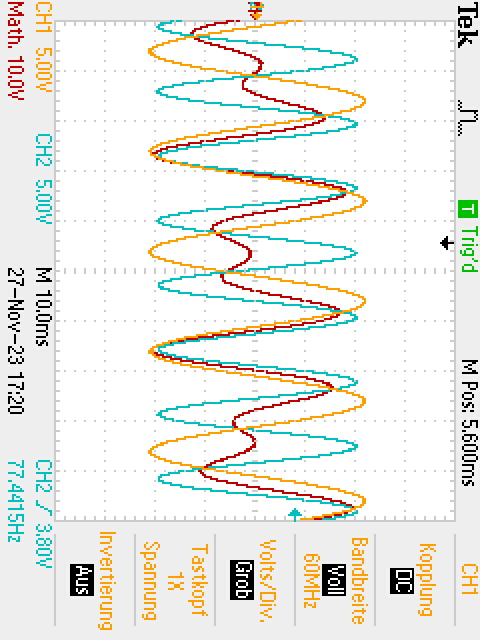 Tek T Trig'd M Pos: 5.600ms
CH1
Kopplung
DC
Bandbreite
Voll
60MHz
Volts/Div.
Grob
Tastkopf
1X
Spannung
Invertierung
Aus
CH1 5.00V CH2 5.00V M 10.0ms CH2 / 3.80V
Math. 10.0V 27-Nov-23 17:20 77.4415Hz